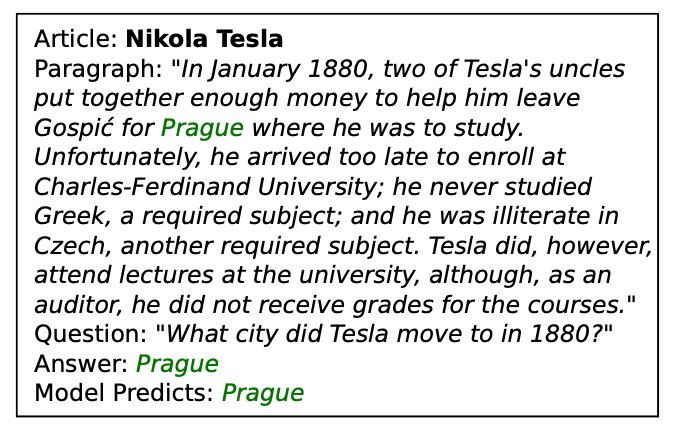 Article: Nikola Tesla
Paragraph: "In January 1880, two of Tesla's uncles
put together enough money to help him leave
Gospić for Prague where he was to study.
Unfortunately, he arrived too late to enroll at
Charles-Ferdinand University; he never studied
Greek, a required subject; and he was illiterate in
Czech, another required subject. Tesla did, however,
attend lectures at the university, although, as an
auditor, he did not receive grades for the courses."
Question: "What city did Tesla move to in 1880?"
Answer: Prague
Model Predicts: Prague